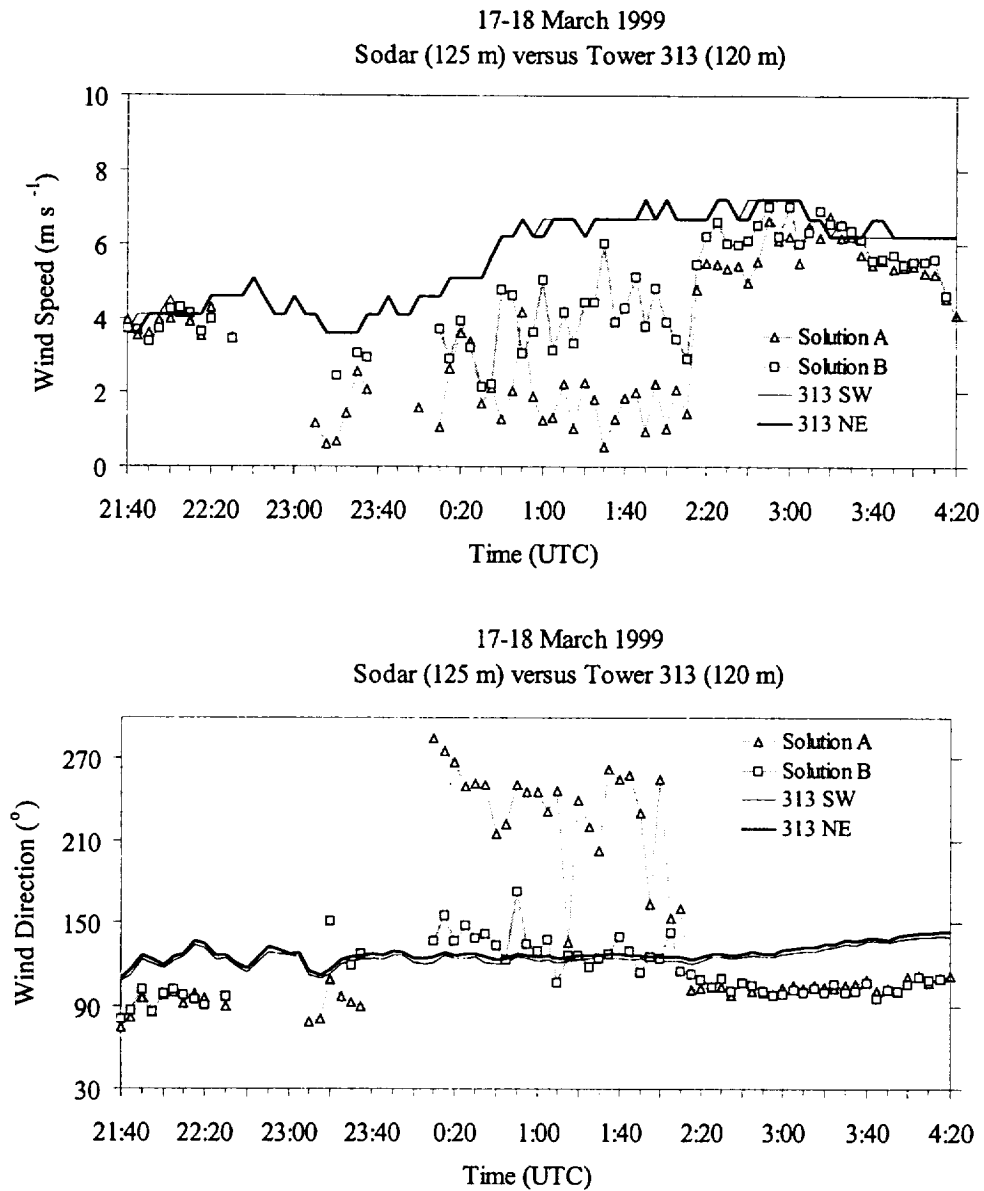 17-18 March 1999
Sodar (125 m) versus Tower 313 (120 m)
10
8
6
4
2
0
Wind Speed (m s⁻¹)
Solution A
Solution B
313 SW
313 NE
21:40 22:20 23:00 23:40 0:20 1:00 1:40 2:20 3:00 3:40 4:20
Time (UTC)
17-18 March 1999
Sodar (125 m) versus Tower 313 (120 m)
270
210
150
90
30
Wind Direction (°)
Solution A
Solution B
313 SW
313 NE
21:40 22:20 23:00 23:40 0:20 1:00 1:40 2:20 3:00 3:40 4:20
Time (UTC)